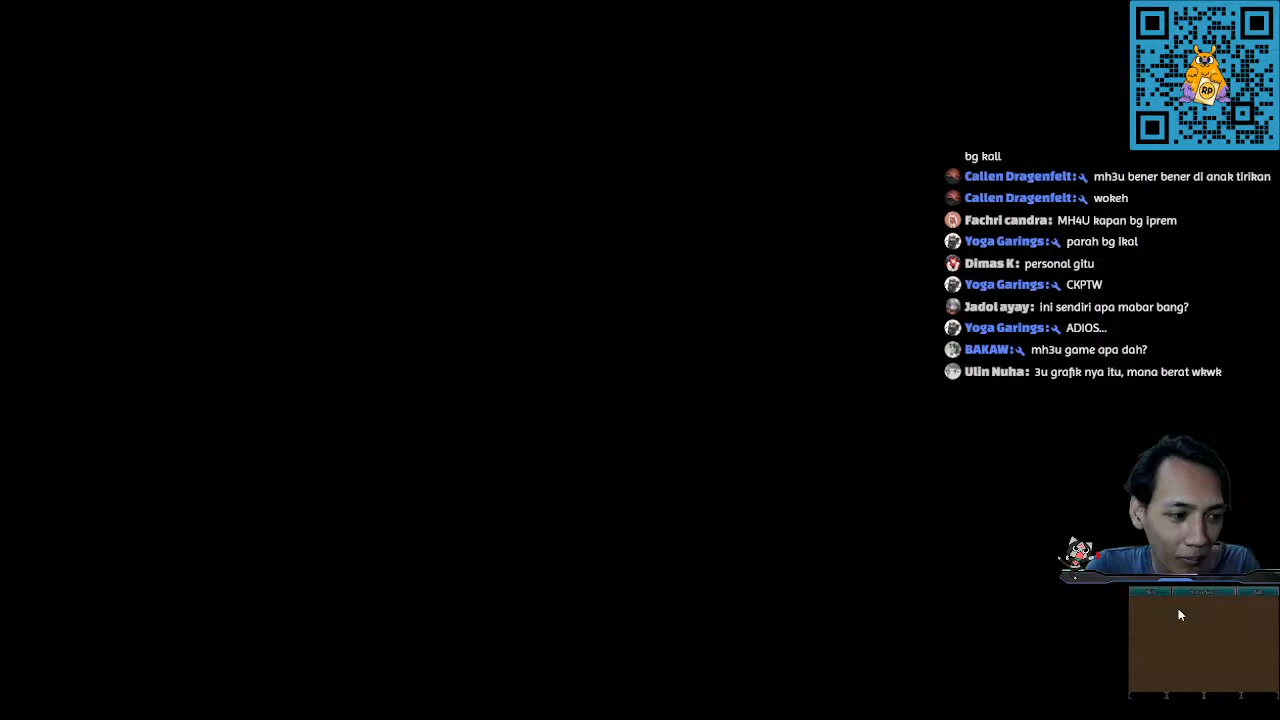 RP
bg kall
Callen Dragenfelt: mh3u bener bener di anak tirikan
Callen Dragenfelt: wokeh
Fachri candra: MH4U kapan bg iprem
Yoga Garings: parah bg ikal
Dimas K: personal gitu
Yoga Garings: CKPTW
Jadol ayay: ini sendiri apa mabar bang?
Yoga Garings: ADIOS...
BAKAW: mh3u game apa dah?
Ulin Nuha: 3u grafik nya itu, mana berat wkwk